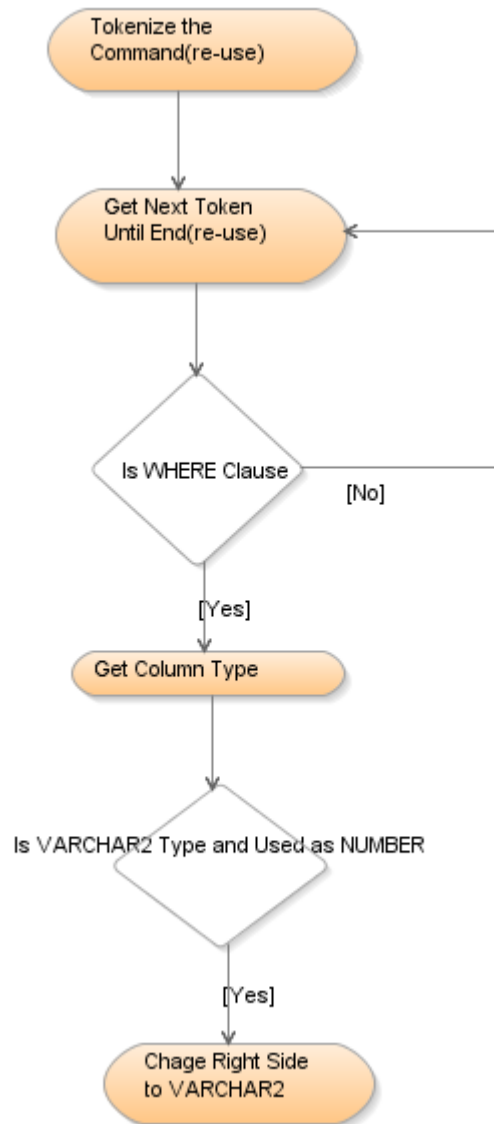 Tokenize the
Command(re-use)
Get Next Token
Until End(re-use)
Is WHERE Clause
[No]
[Yes]
Get Column Type
Is VARCHAR2 Type and Used as NUMBER
[Yes]
Chage Right Side
to VARCHAR2